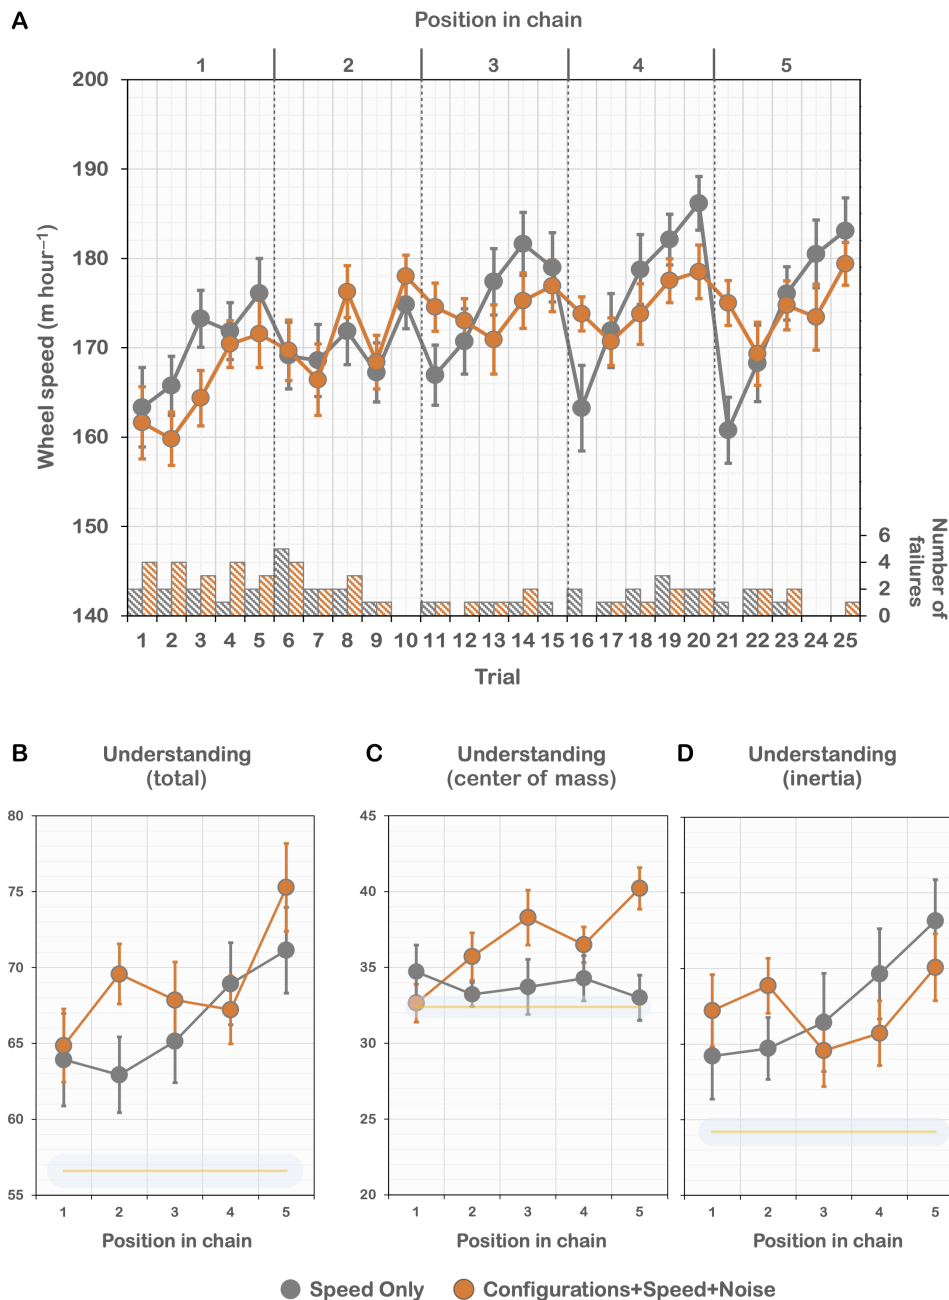 A
Position in chain
1 2 3 4 5
200
190
180
170
160
150
140
Wheel speed (m hour⁻¹)
6
4
2
0
Number of
failures
1 2 3 4 5 6 7 8 9 10 11 12 13 14 15 16 17 18 19 20 21 22 23 24 25
Trial
B
Understanding
(total)
80
75
70
65
60
55
1 2 3 4 5
Position in chain
C
Understanding
(center of mass)
45
40
35
30
25
20
1 2 3 4 5
Position in chain
D
Understanding
(inertia)
1 2 3 4 5
Position in chain
Speed Only
Configurations+Speed+Noise